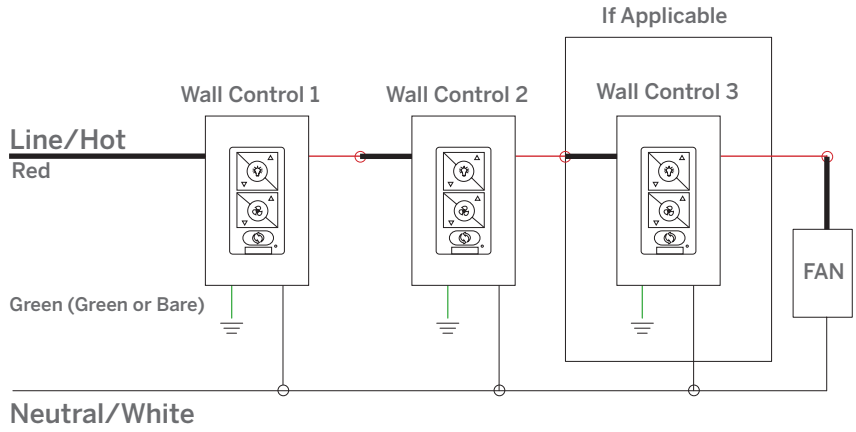 If Applicable
Wall Control 1
Wall Control 2
Wall Control 3
Line/Hot
Red
FAN
Green (Green or Bare)
Neutral/White